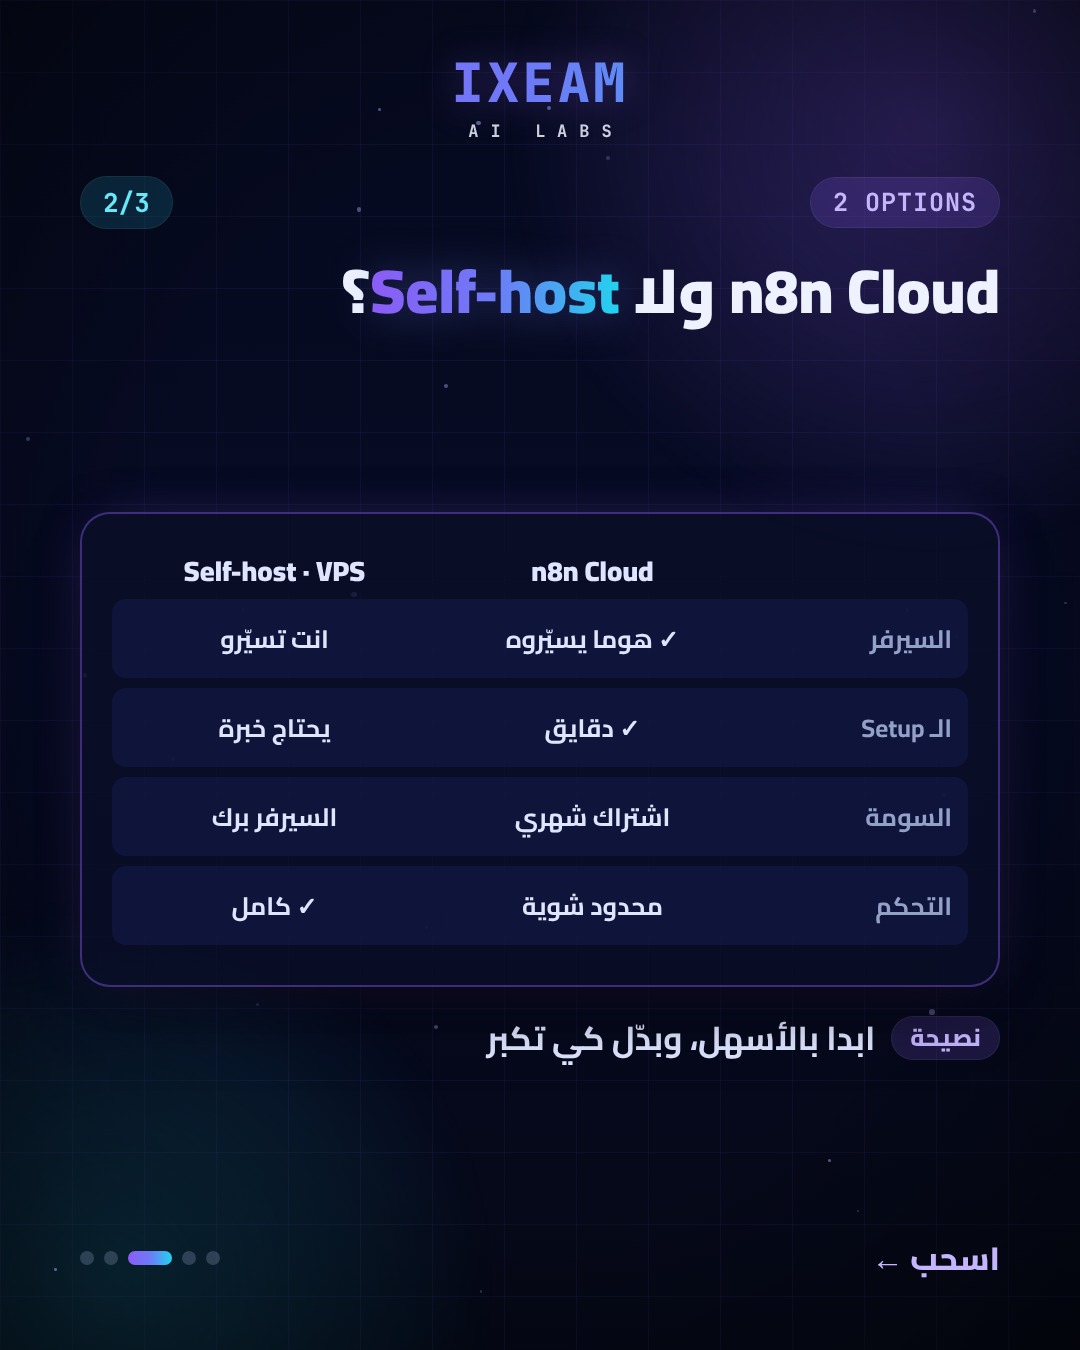 IXEAM
AI LABS
2 OPTIONS
2/3
n8n Cloud ولا Self-host؟
n8n Cloud Self-host · VPS
السيرفر ✓ هوما يسيّروه انت تسيّرو
الـ Setup ✓ دقايق يحتاج خبرة
السومة اشتراك شهري السيرفر برك
التحكم محدود شوية ✓ كامل
نصيحة ابدا بالأسهل، وبدّل كي تكبر
اسحب ←